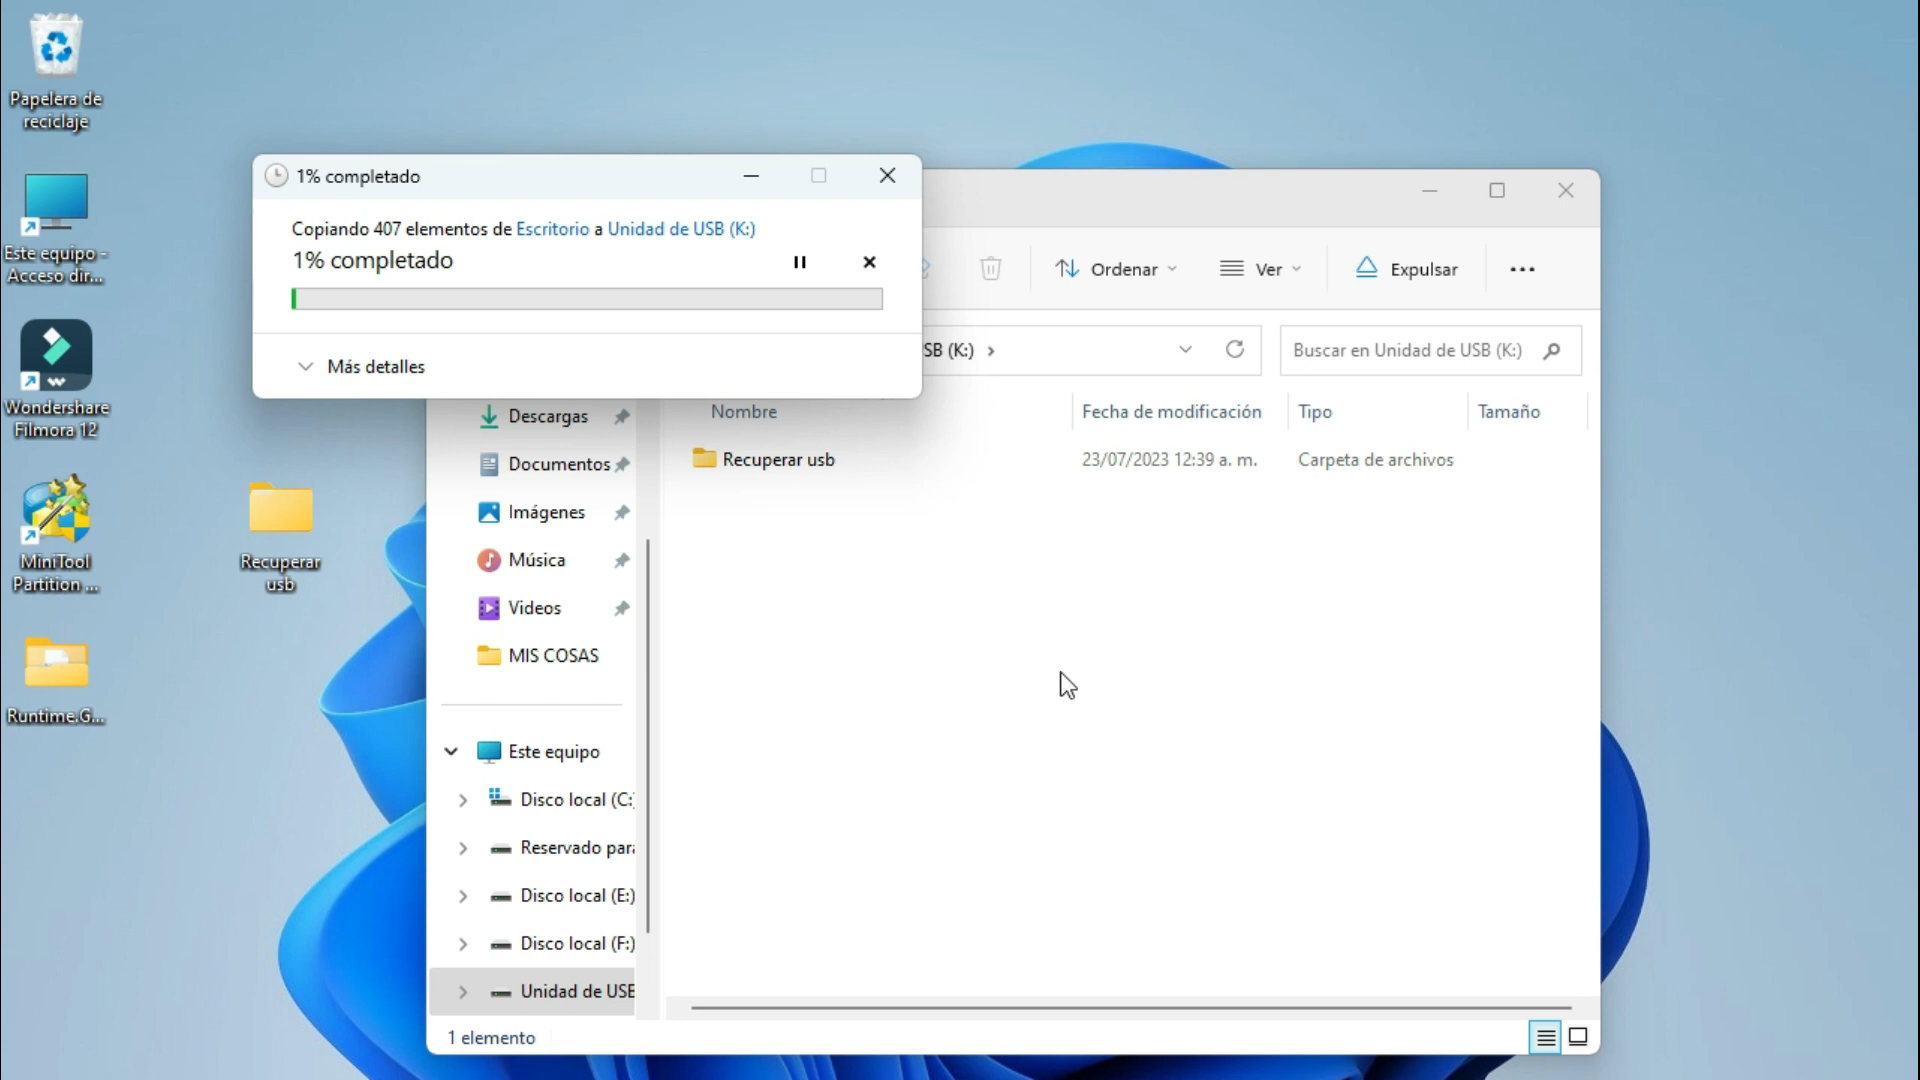 Papelera de
reciclaje
Este equipo -
Acceso dir...
Wondershare
Filmora 12
MiniTool
Partition ...
Runtime.G...
Recuperar
usb
1% completado
Copiando 407 elementos de Escritorio a Unidad de USB (K:)
1% completado
Más detalles
Ordenar
Ver
Expulsar
SB (K:)
Buscar en Unidad de USB (K:)
Nombre
Fecha de modificación
Tipo
Tamaño
Recuperar usb
23/07/2023 12:39 a. m.
Carpeta de archivos
Descargas
Documentos
Imágenes
Música
Videos
MIS COSAS
Este equipo
Disco local (C:)
Reservado para
Disco local (E:)
Disco local (F:)
Unidad de USB
1 elemento